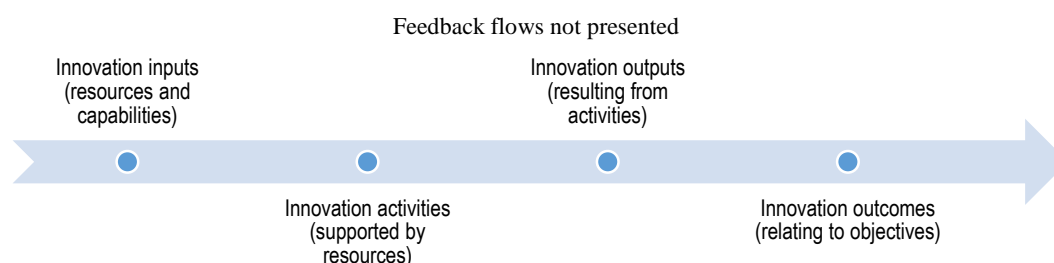 Feedback flows not presented
Innovation inputs
(resources and
capabilities)
Innovation outputs
(resulting from
activities)
Innovation activities
(supported by
resources)
Innovation outcomes
(relating to objectives)